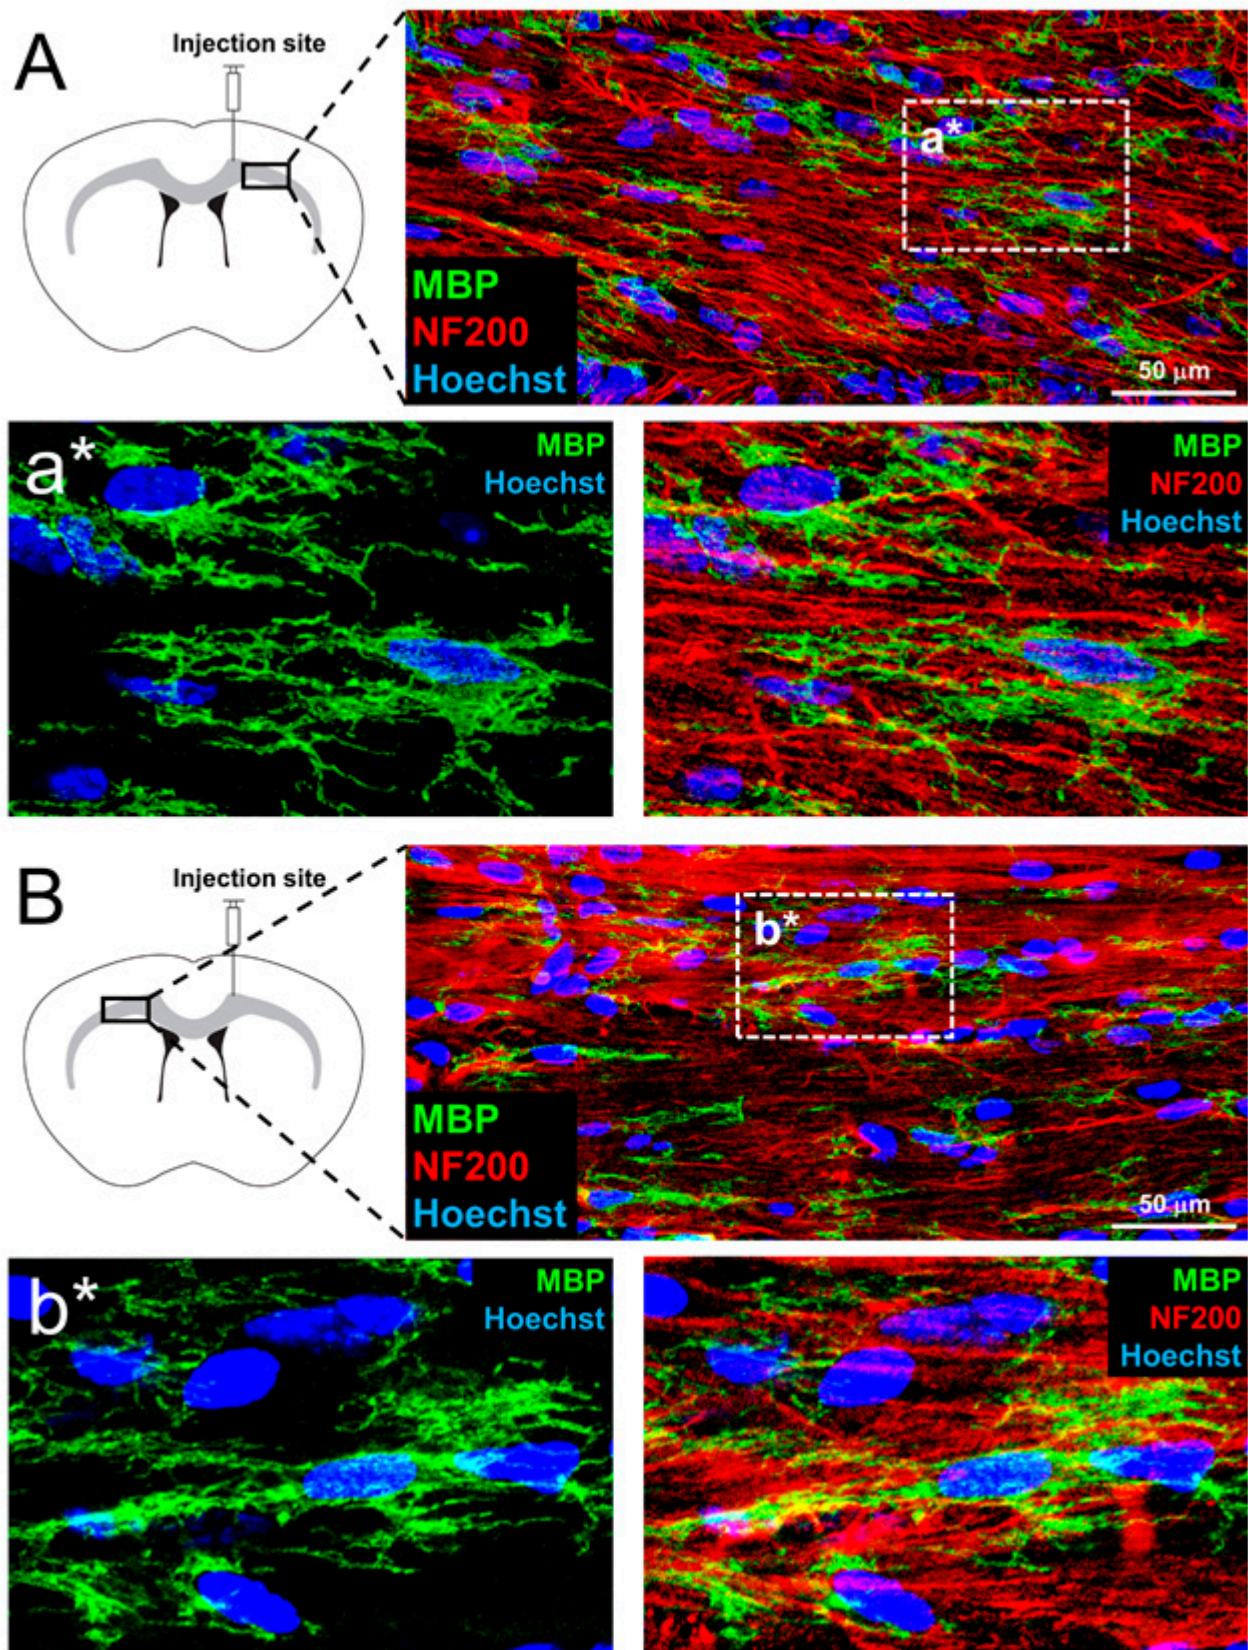 A
Injection site
a*
MBP
NF200
Hoechst
50 μm
a*
MBP
Hoechst
MBP
NF200
Hoechst
B
Injection site
b*
MBP
NF200
Hoechst
50 μm
b*
MBP
Hoechst
MBP
NF200
Hoechst